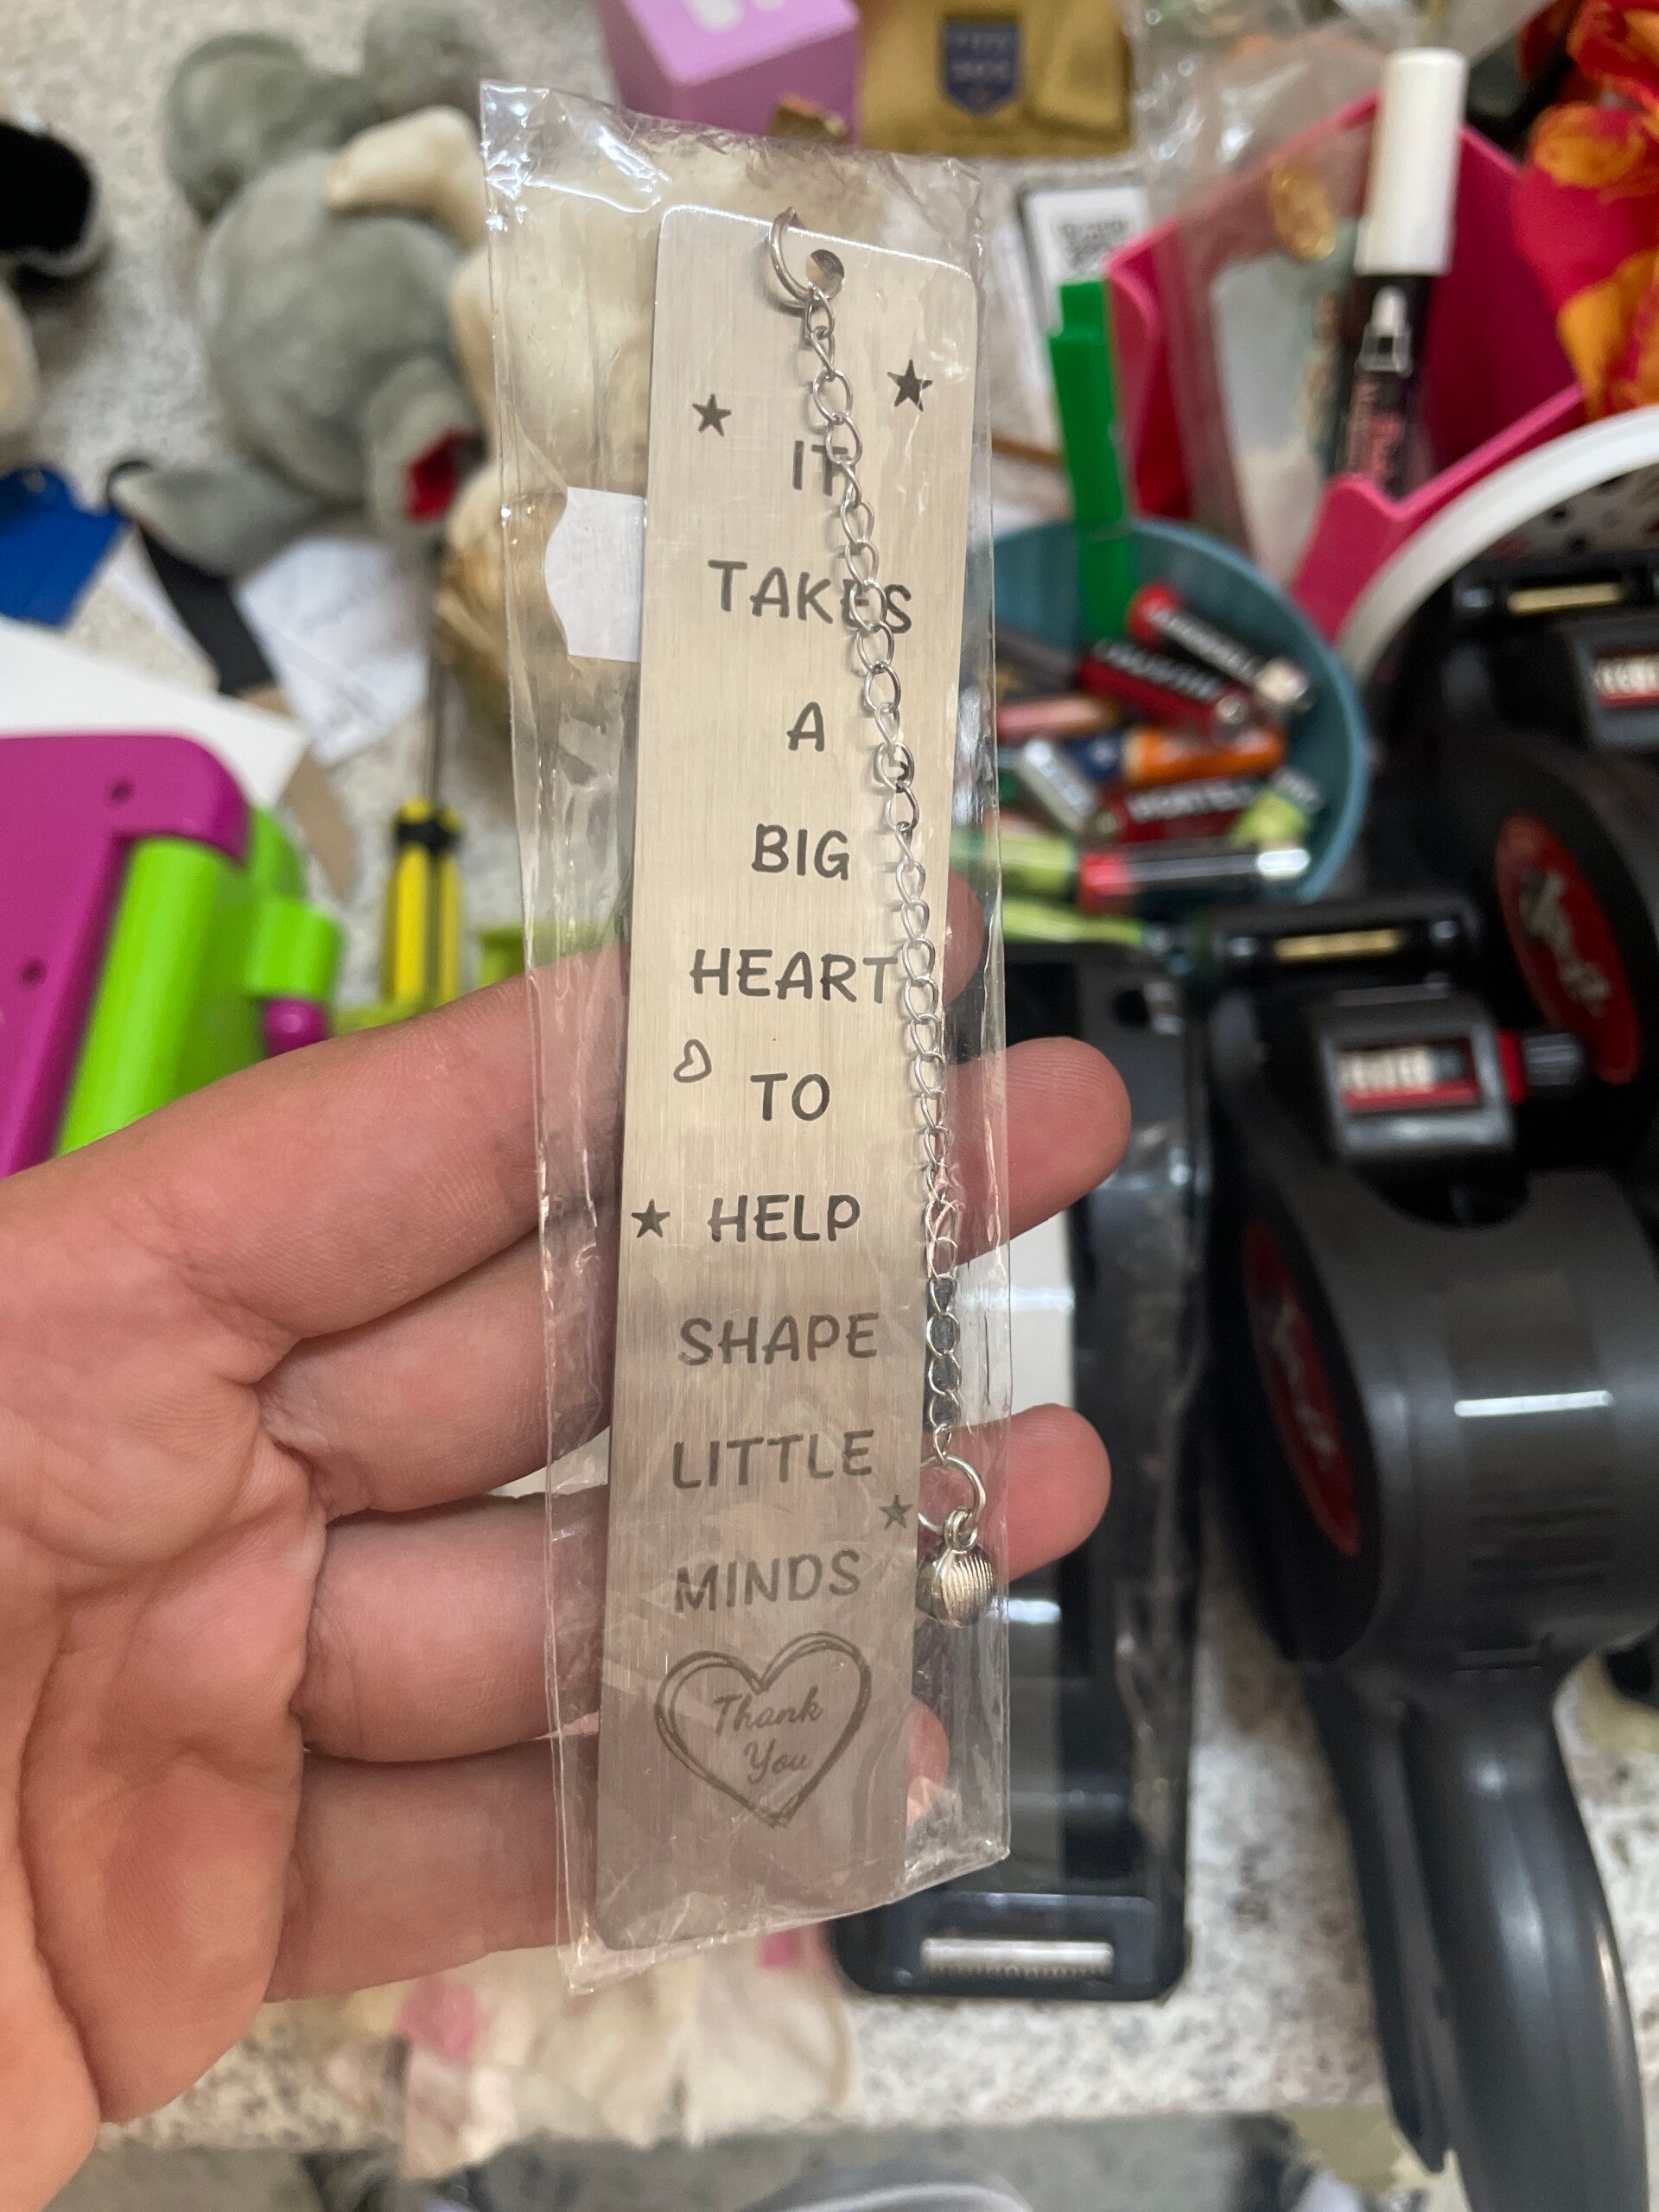 IT
TAKES
A
BIG
HEART
TO
HELP
SHAPE
LITTLE
MINDS
Thank
You